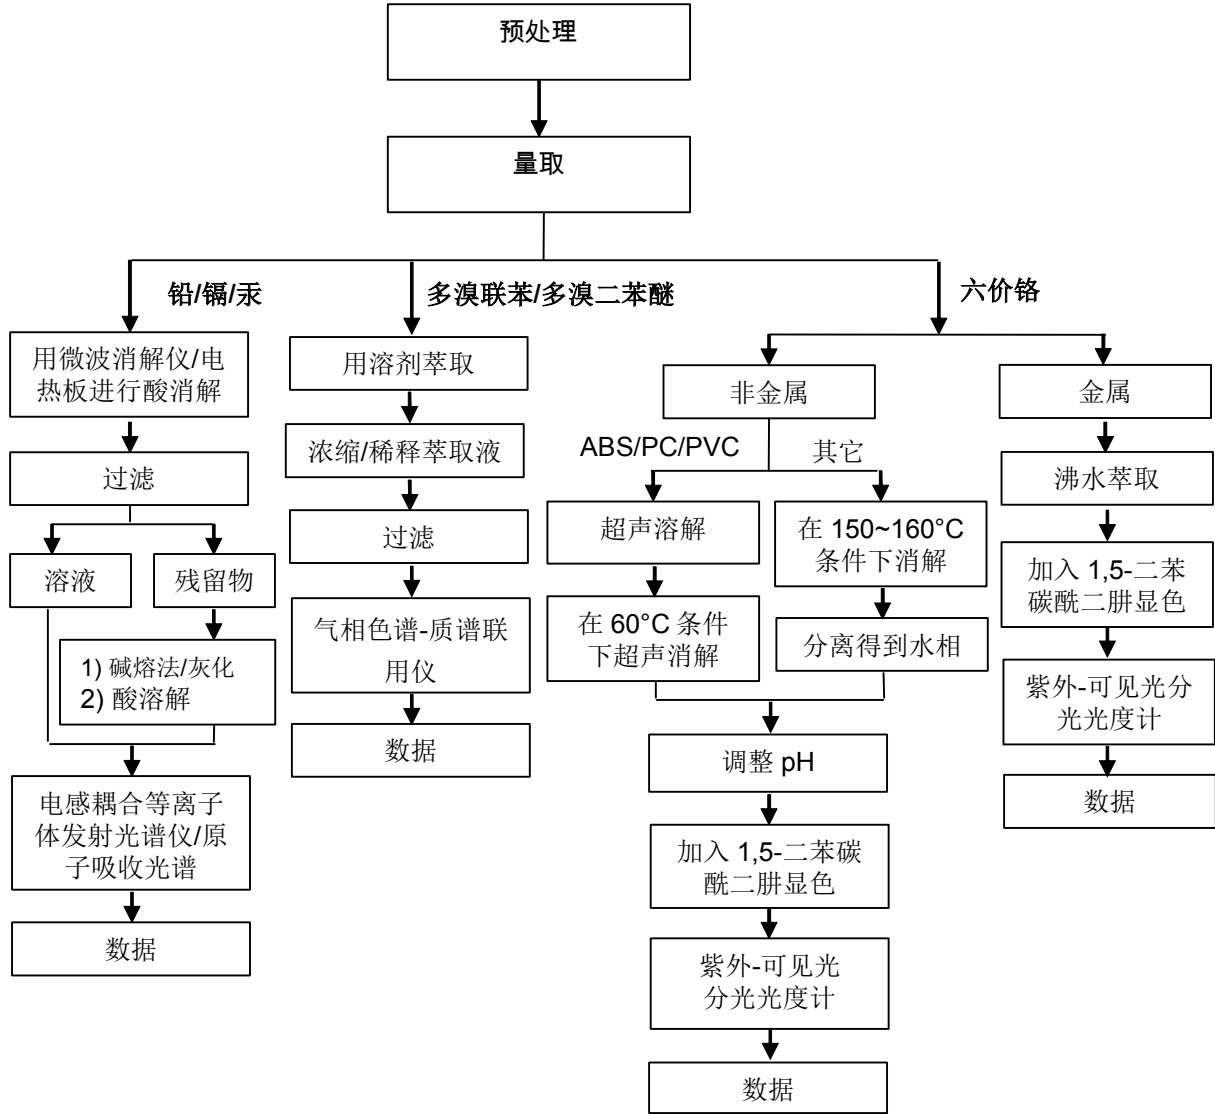 预处理
量取
铅/镉/汞
多溴联苯/多溴二苯醚
六价铬
用微波消解仪/电
热板进行酸消解
过滤
溶液
残留物
1) 碱熔法/灰化
2) 酸溶解
电感耦合等离子
体发射光谱仪/原
子吸收光谱
数据
用溶剂萃取
浓缩/稀释萃取液
过滤
气相色谱-质谱联
用仪
数据
非金属
ABS/PC/PVC
其它
超声溶解
在 60°C 条件
下超声消解
在 150~160°C
条件下消解
分离得到水相
调整 pH
加入 1,5-二苯碳
酰二肼显色
紫外-可见光
分光光度计
数据
金属
沸水萃取
加入 1,5-二苯
碳酰二肼显色
紫外-可见光分
光光度计
数据